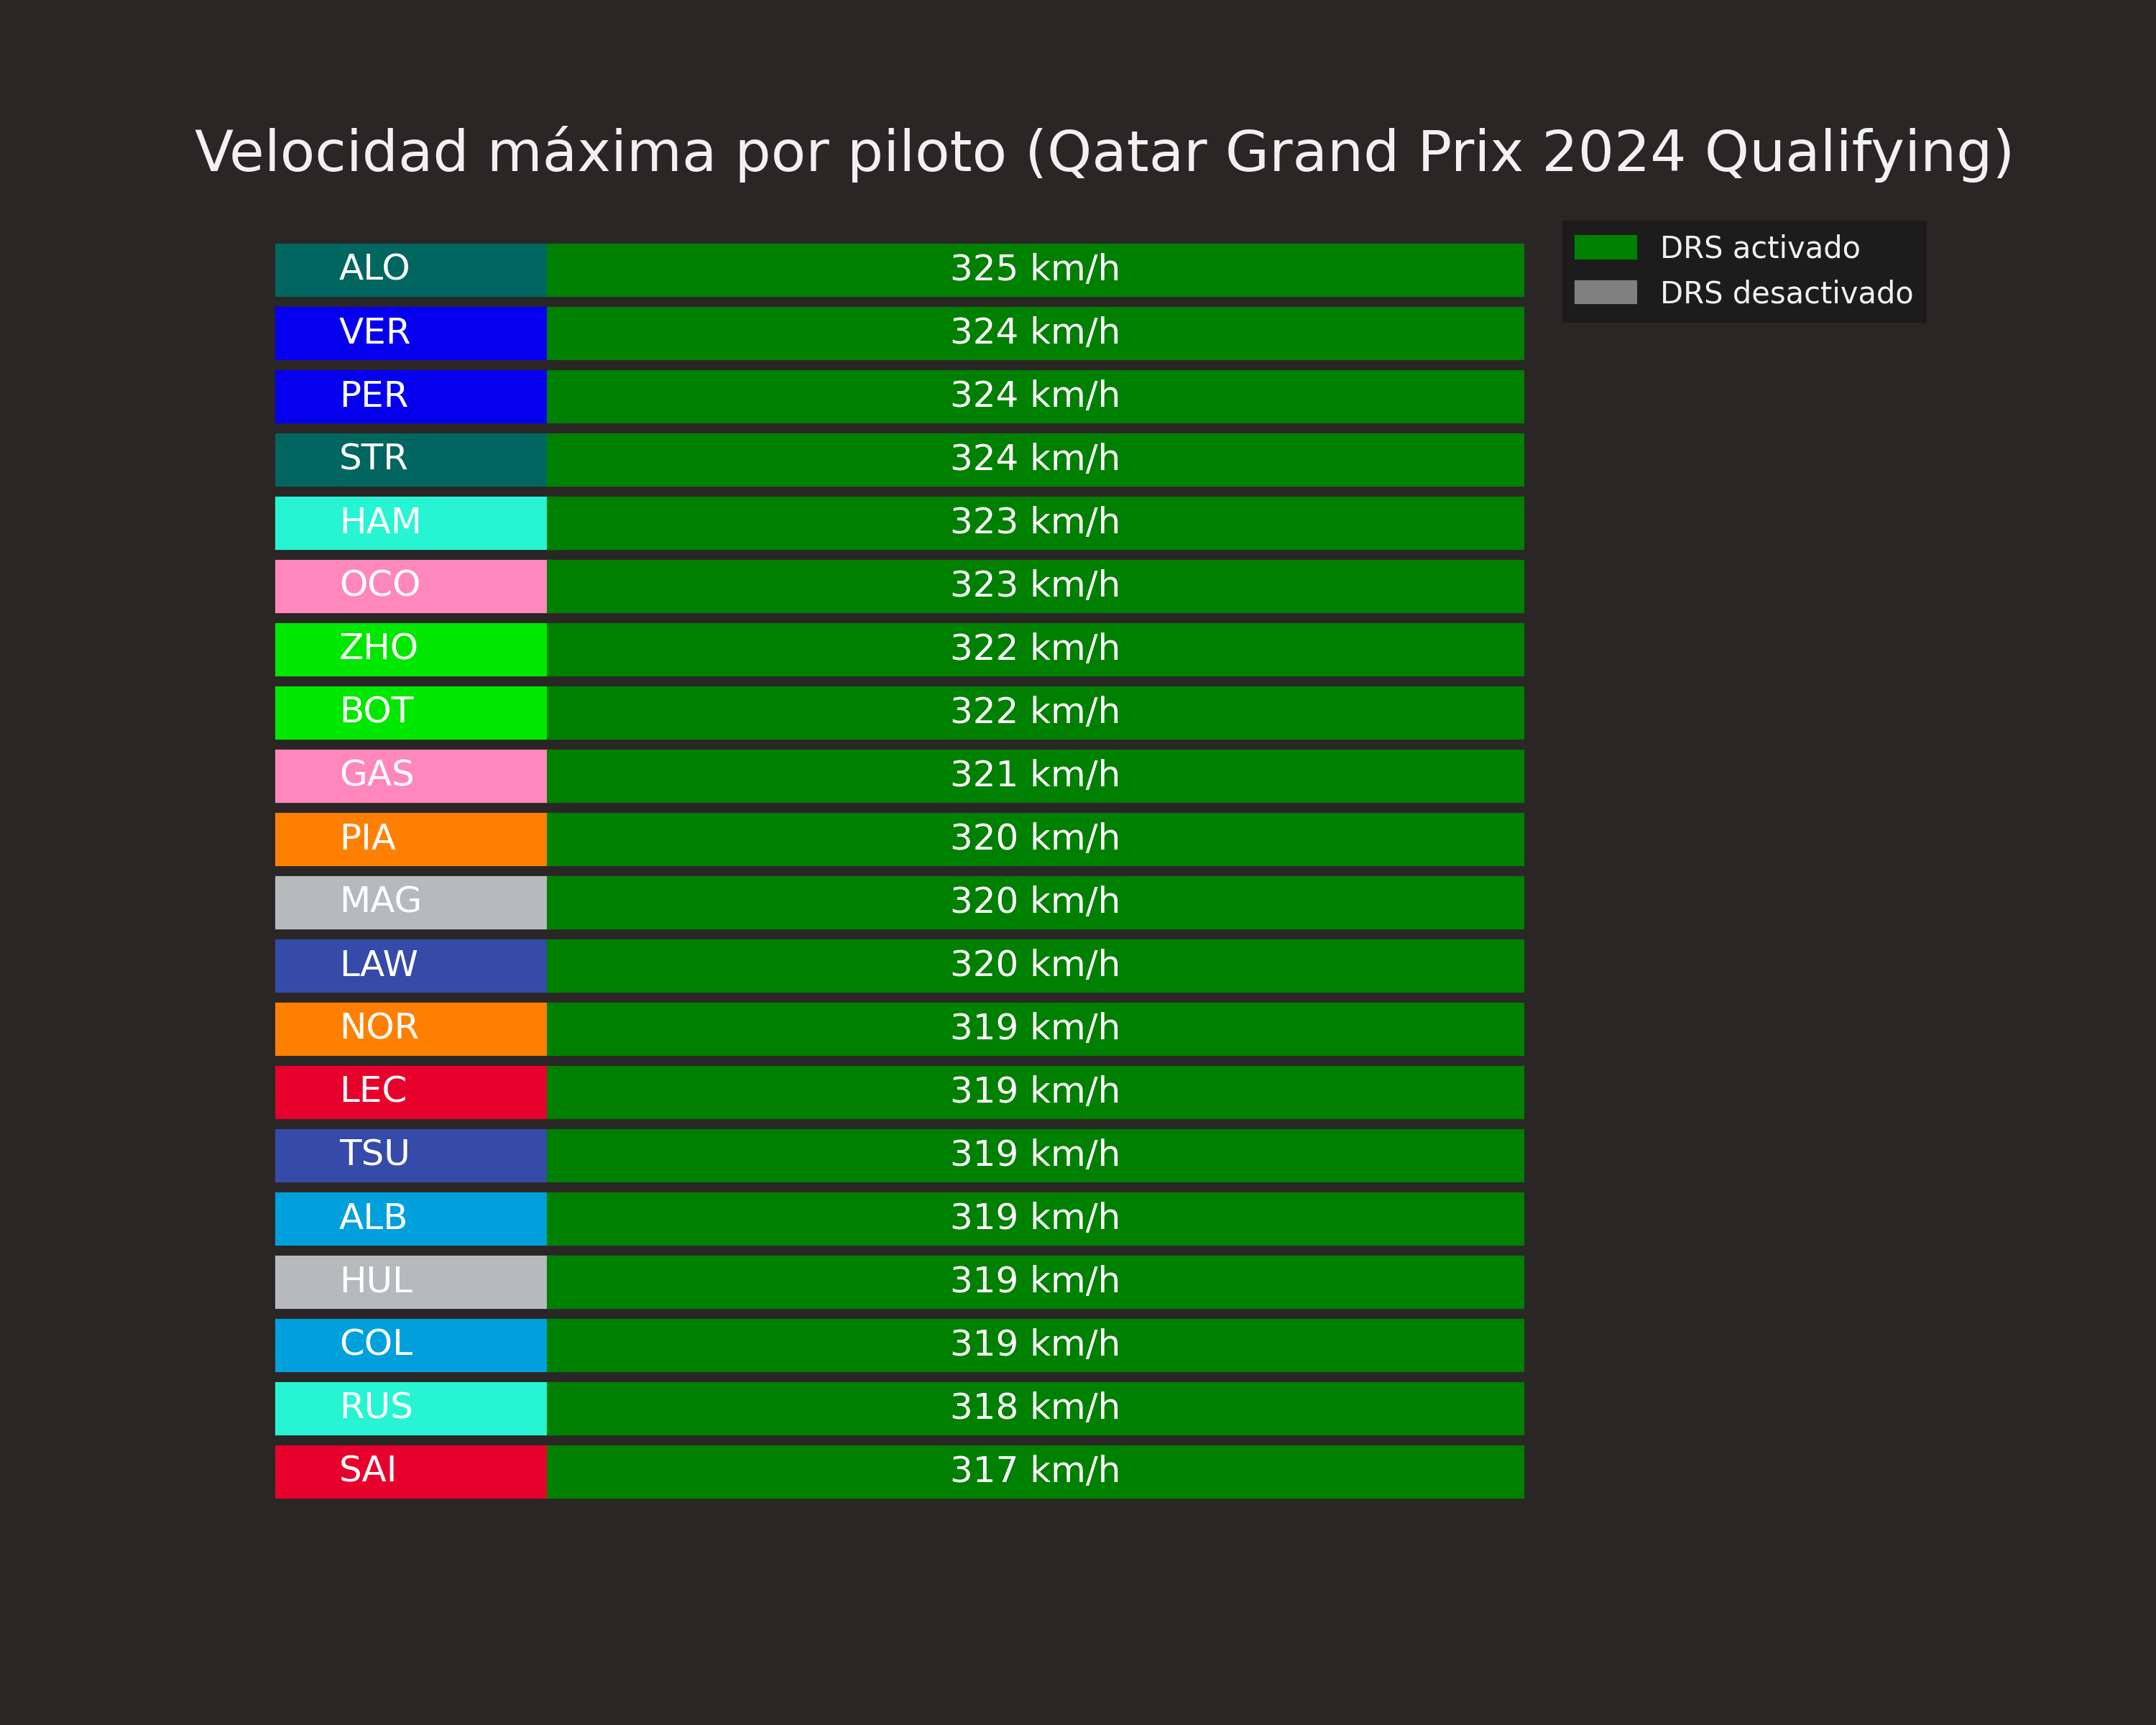 Velocidad máxima por piloto (Qatar Grand Prix 2024 Qualifying)
DRS activado
DRS desactivado
ALO 325 km/h
VER 324 km/h
PER 324 km/h
STR 324 km/h
HAM 323 km/h
OCO 323 km/h
ZHO 322 km/h
BOT 322 km/h
GAS 321 km/h
PIA 320 km/h
MAG 320 km/h
LAW 320 km/h
NOR 319 km/h
LEC 319 km/h
TSU 319 km/h
ALB 319 km/h
HUL 319 km/h
COL 319 km/h
RUS 318 km/h
SAI 317 km/h